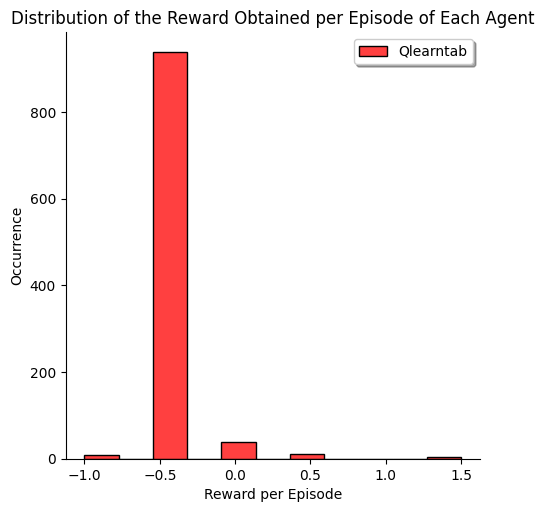 Distribution of the Reward Obtained per Episode of Each Agent
Qlearntab
800
600
400
200
0
Occurrence
−1.0 −0.5 0.0 0.5 1.0 1.5
Reward per Episode